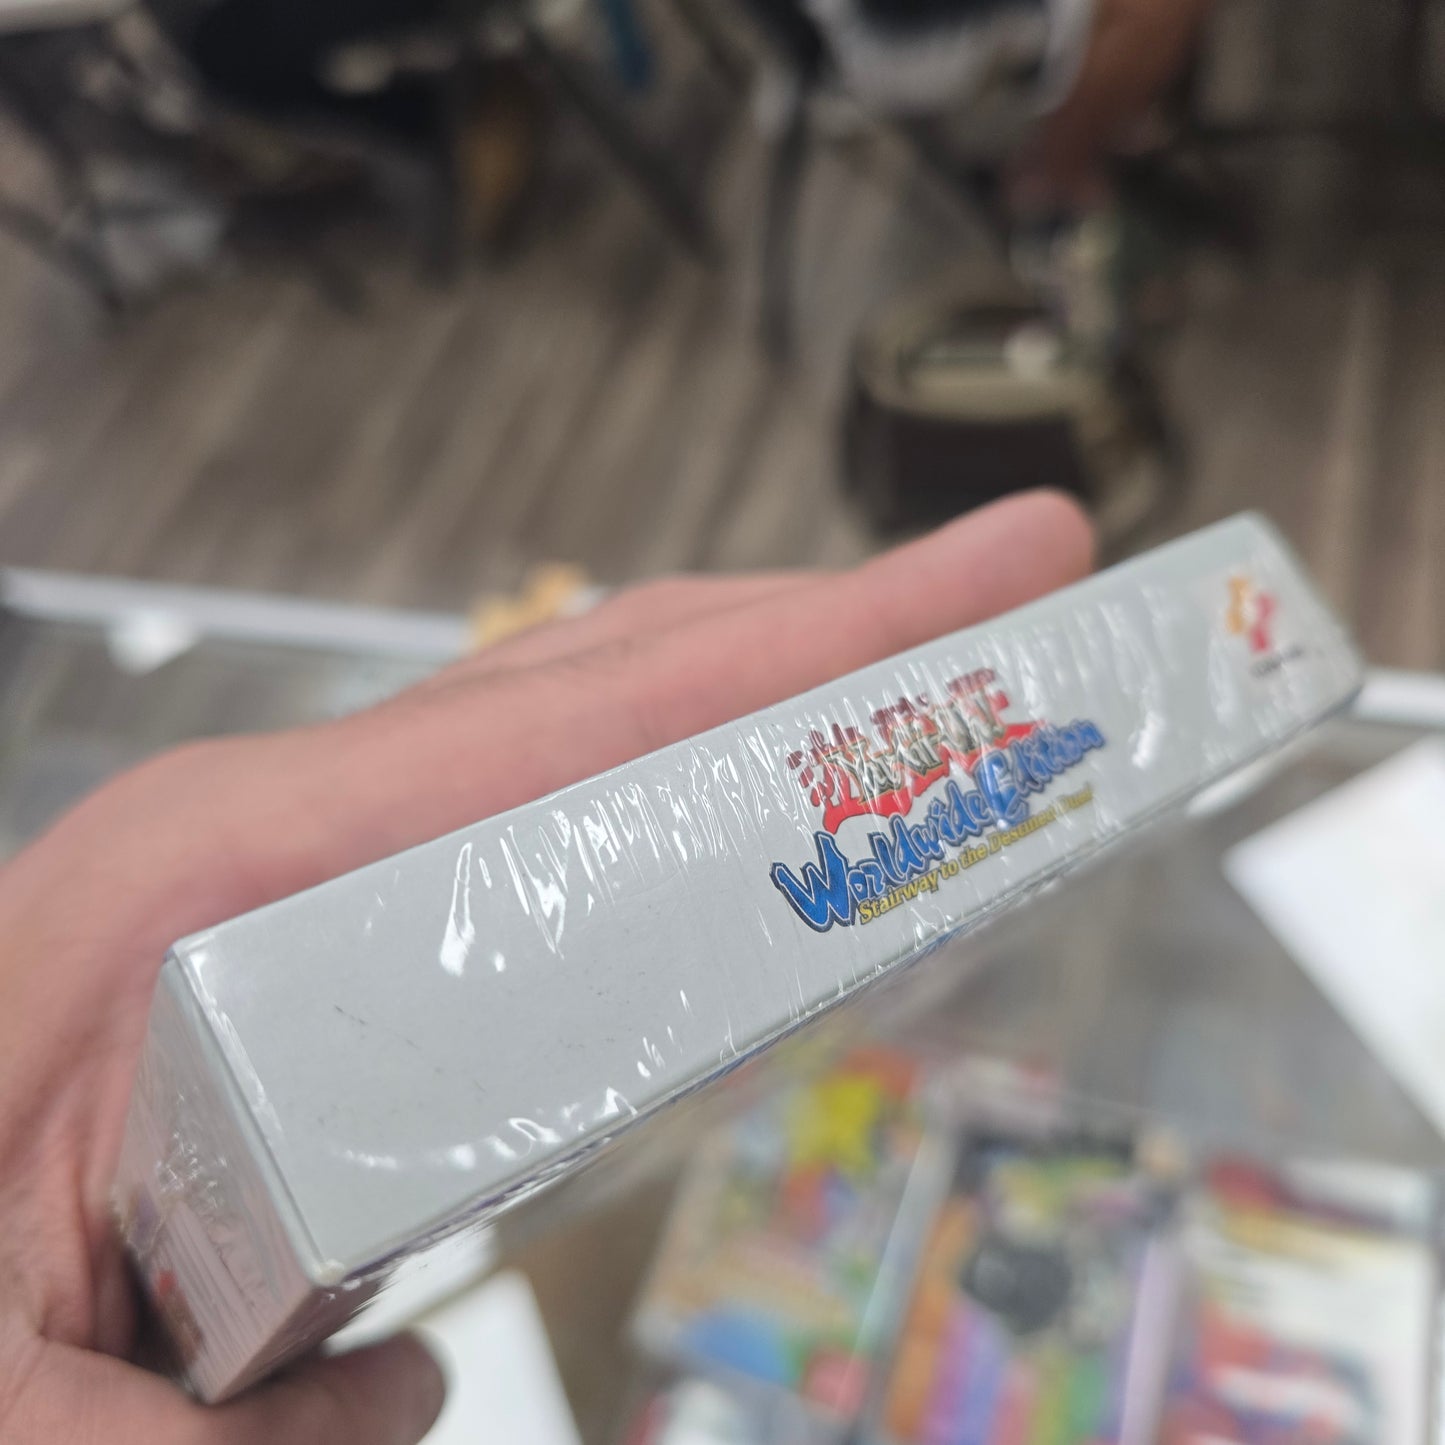 Yu-Gi-Oh!
Worldwide Edition
Stairway to the Destined Duel